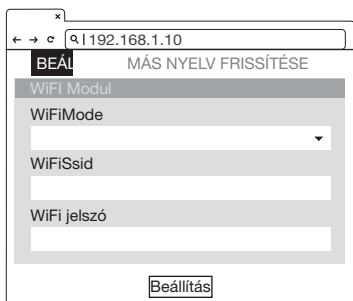 192.168.1.10
BEÁL MÁS NYELV FRISSÍTÉSE
WiFI Modul
WiFiMode
WiFiSsid
WiFi jelszó
Beállítás